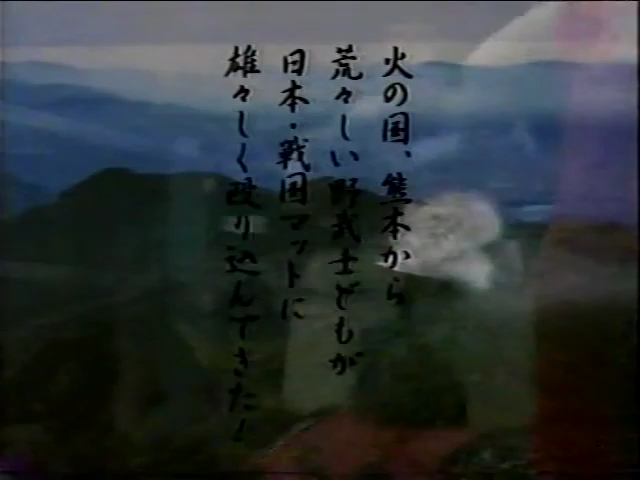 火の国、熊本から
荒々しい野武士どもが
日本・戦国マットに
雄々しく殴り込んできた！